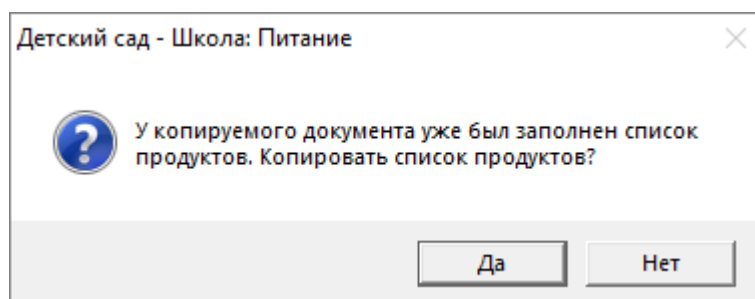 Детский сад - Школа: Питание
У копируемого документа уже был заполнен список
продуктов. Копировать список продуктов?
Да
Нет